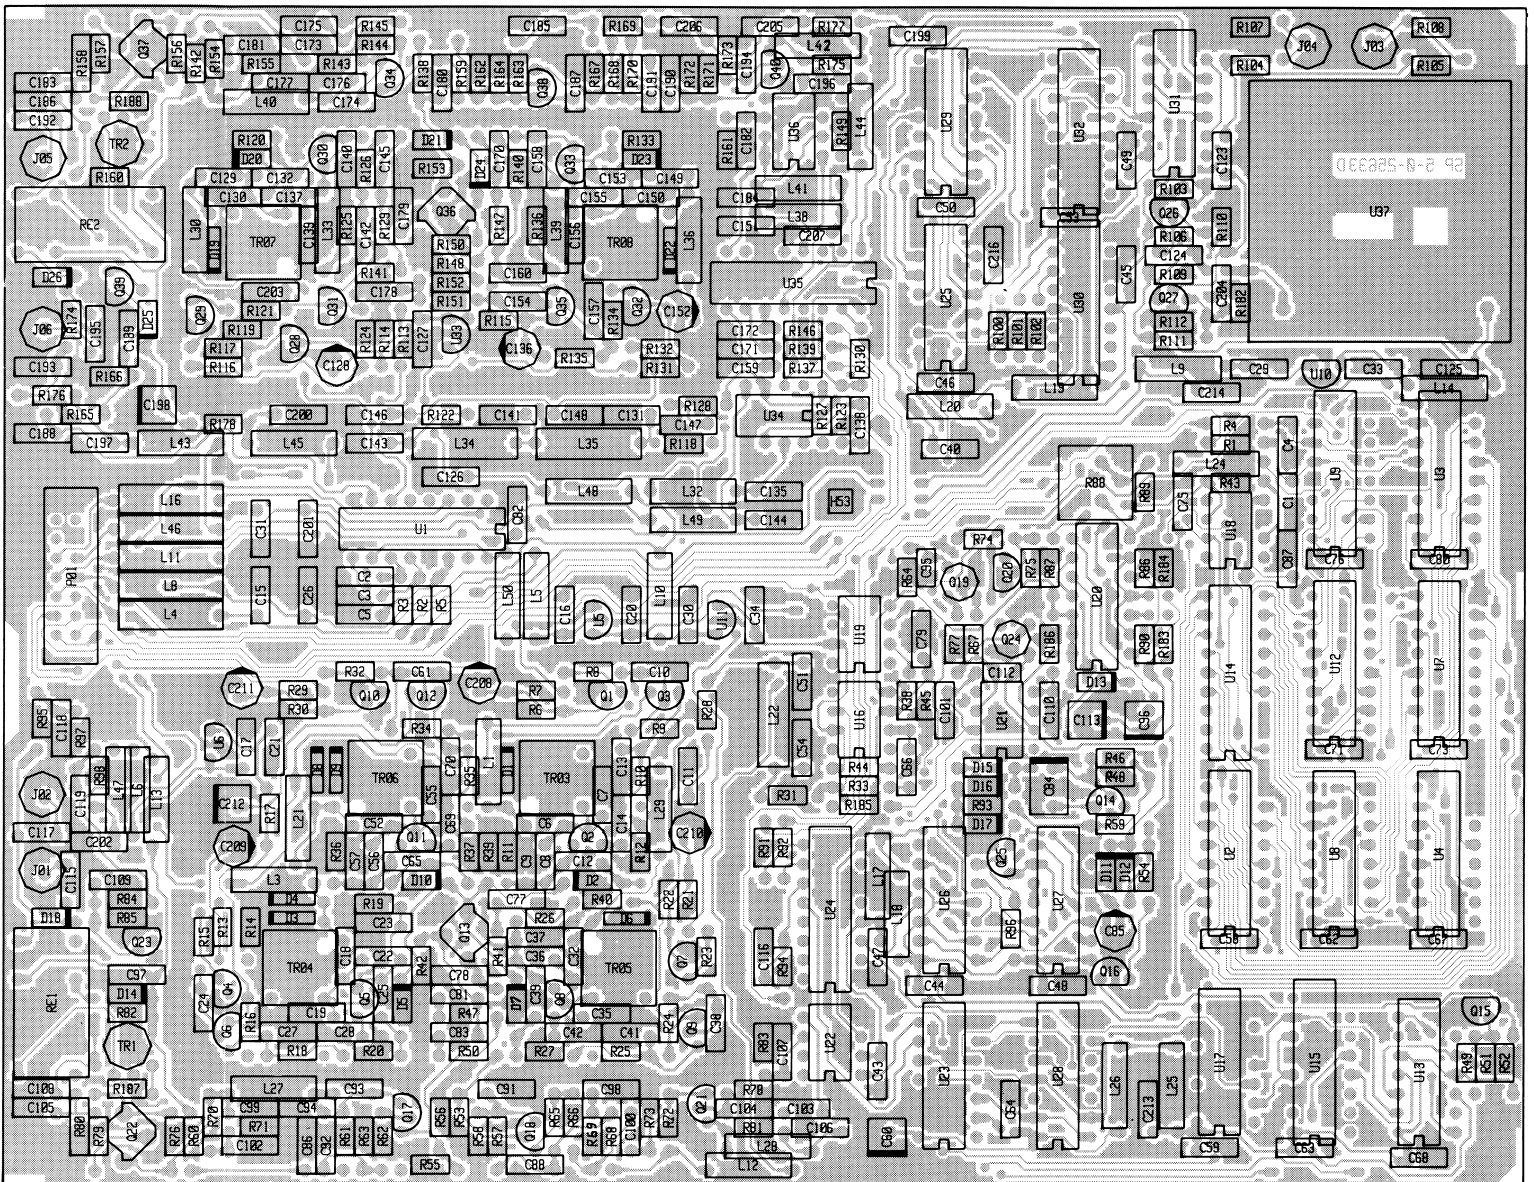 C175 R145 C185 R169 C206 C205 R177 R107 R108
R158 R157 Q37 R156 R142 R154 C181 C173 R144 R173 C194 Q40 L42 C199 J04 J03
R155 R143 R175 R104 R105
C183 C177 C176 Q34 R138 C180 R159 R162 R164 R163 Q38 C187 R167 R168 R170 C191 C190 R172 R171 C196 U31
C186 R188 L40 C174
C192 TR2 R120 D21 R133 R161 C182 U36 R149 L44 U29 U32 C49 C123
J05 D20 Q30 C140 R126 C145 R153 D24 C170 R140 C158 Q33 D23
SP 5-0-25633D
R160 C129 C132 C153 C149 L41 R103
C130 C137 C155 C150 C184 C50 Q26
RE2 L30 D19 TR07 C139 L33 R125 C142 R129 C179 Q36 R147 R136 L39 C156 TR08 D22 L36 L38 C151 C207 R110 U37
R150 R106
R148 C216 C124
D26 Q39 R141 R152 C160 U35 U25 U30 C45 R109
C203 C178 R151 C154 Q27 C204 R182
J06 R174 C195 C189 D25 Q29 R121 Q31 R115 Q35 C157 R134 Q32 C152 R100 R101 R102 R112
R119 Q28 R124 R114 R113 C127 U33 C172 R146 R111
R117 C136 R135 R132 C171 R139 R130
C193 R116 C128 R131 C159 R137 L9 C29 U10 C33 C125
R166 C46 L19 C214 L14
R176 C198
R165 C200 C146 R122 C141 C148 C131 R128 U34 R127 R123 C138 L20 R4
C188 C197 R178 L43 L45 C143 L34 L35 C147 R118 C40 R1 C4 U9 U3
C126 R88 R89 L24
L16 L48 L32 C135 H53 C75 R43 C1
P01 L46 C31 C201 U1 C82 L49 C144 U18
L11 R74 C87 C76 C80
L8 C15 C26 C2 L50 L5 R64 C95 Q19 Q20 R75 R87 U20 R86 R184
L4 C3 R3 R2 R5 C16 U5 C20 L10 C30 U11 C34
C5 U19 C79 R77 R67 Q24 R186 R90 R183 U14 U12 U7
C211 R32 C61 C208 R8 C10 C51 C112 D13
R29 Q10 Q12 R7 Q1 Q3 R28 L22 U16 R38 R45 C101 U21 C110 C113 C96
R95 C118 R97 R30 R34 R6 R9
U6 C17 C21 D8 D9 TR06 C70 R35 L1 D1 TR03 C13 R10 C11 C54 C66 R46 C71 C73
R98 L47 L6 L13 R44 D15 R48
J02 C119 C212 R17 L21 C55 C7 L29 R31 R33 D16 C84 Q14
R185 R93
C117 C202 C209 C52 C69 C6 C14 C210 D17 R59 U2 U8 U4
R36 C57 C56 Q11 R37 R39 R11 C9 C8 Q2 R12 R91 R92
J01 C115 C65 C12 L17 Q25
C109 L3 D10 D2 D11 D12 R54
R84 D4 R19 C77 R40 R22 R21 U24 L18 U26 U27
D18 R85 R15 R13 R14 D3 C23 Q13 R26 D6 R96 C85
Q23 C18 C37 C32 C116 R94 C47 C58 C62 C67
RE1 C97 TR04 C22 R42 R41 C36 TR05 Q7 R23
D14 C24 Q4 Q5 C25 D5 C78 D7 C39 Q8 C44 C48 Q16
R82 C81
Q6 R16 C19 R47 C35 R24 Q9 C38 Q15
TR1 C27 C28 C83 C42 C41 R83 C107 U22 U17 U15 U13
R18 R20 R50 R27 R25 C43 U23 U28 L26 L25 R49 R51 R52
C108 R187 L27 C93 C91 C98 R78
C105 R70 C99 C94 Q17 Q21 C104 C103 C64 C213
R80 R79 Q22 R76 R60 R71 R61 R63 R62 R56 R53 R58 R57 Q18 R65 R66 R69 R68 C100 R73 R72 R81 C106 C60
C102 C86 C92 L28 C59 C63 C68
R55 C88 L12